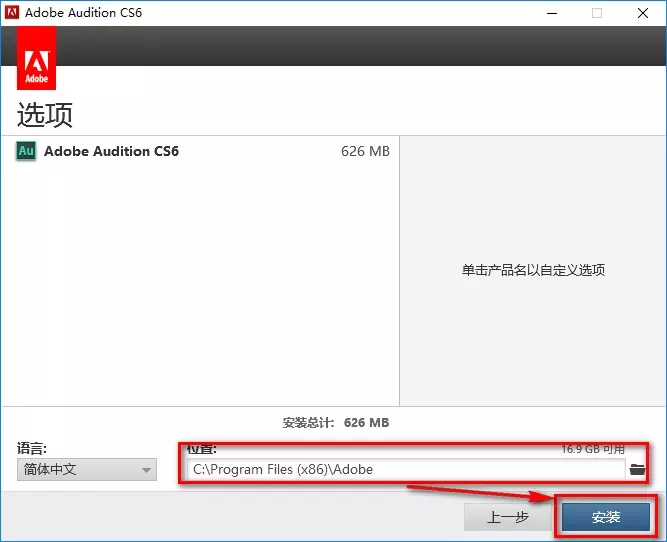 Adobe Audition CS6
Adobe
选项
Au Adobe Audition CS6 626 MB
单击产品名以自定义选项
安装总计: 626 MB
语言: 位置: 16.9 GB 可用
简体中文 C:\Program Files (x86)\Adobe
上一步 安装